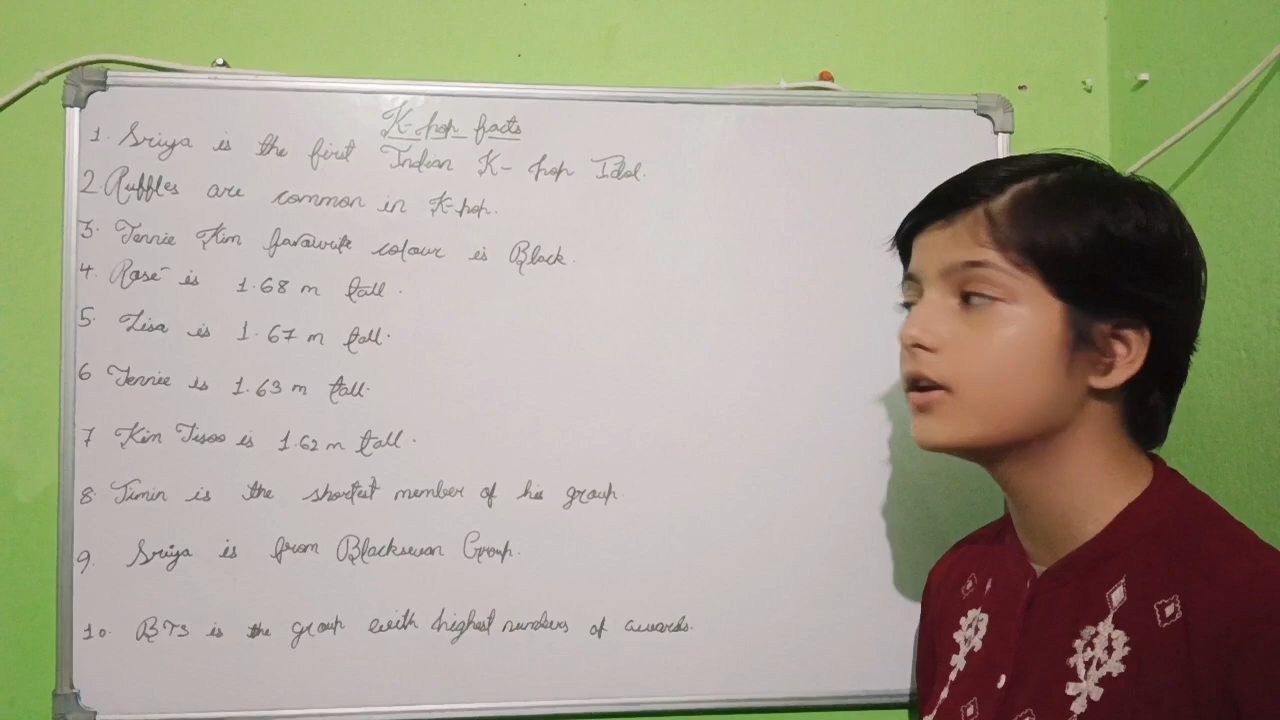 K-pop facts
1. Sriya is the first Indian K-pop Idol.
2. Ruffles are common in K-pop.
3. Jennie Kim favourite colour is Black.
4. Rosé is 1.68 m tall.
5. Lisa is 1.67 m tall.
6 Jennie is 1.63 m tall.
7 Kim Jisoo is 1.62 m tall.
8. Jimin is the shortest member of his group.
9. Sriya is from Blackswan Group.
10. BTS is the group with highest numbers of awards.